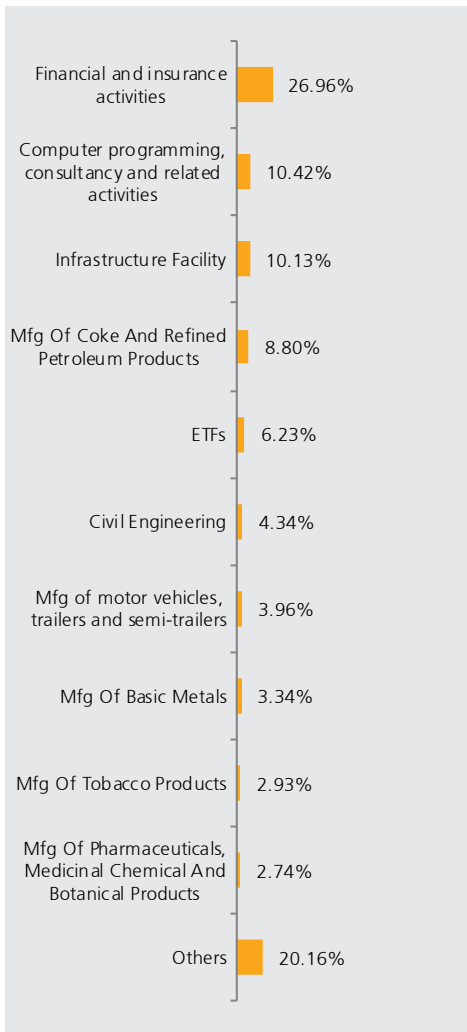 Financial and insurance
activities
26.96%
Computer programming,
consultancy and related
activities
10.42%
Infrastructure Facility
10.13%
Mfg Of Coke And Refined
Petroleum Products
8.80%
ETFs
6.23%
Civil Engineering
4.34%
Mfg of motor vehicles,
trailers and semi-trailers
3.96%
Mfg Of Basic Metals
3.34%
Mfg Of Tobacco Products
2.93%
Mfg Of Pharmaceuticals,
Medicinal Chemical And
Botanical Products
2.74%
Others
20.16%